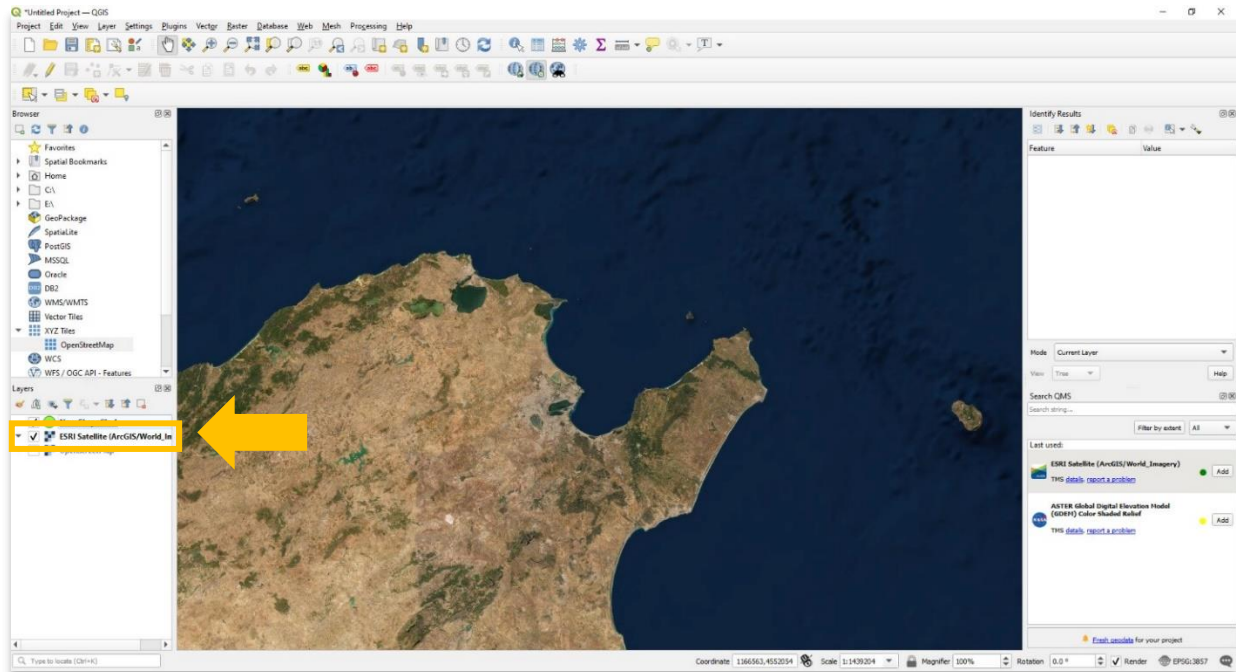 *Untitled Project — QGIS
Project Edit View Layer Settings Plugins Vector Raster Database Web Mesh Processing Help
Browser
Favorites
Spatial Bookmarks
Home
C:\
E:\
GeoPackage
SpatiaLite
PostGIS
MSSQL
Oracle
DB2
WMS/WMTS
Vector Tiles
XYZ Tiles
OpenStreetMap
WCS
WFS / OGC API - Features
Layers
ESRI Satellite (ArcGIS/World_In
OpenStreetMap
Type to locate (Ctrl+K)
Identify Results
Feature Value
Mode Current Layer
View Tree Help
Search QMS
Search string...
Filter by extent All
Last used:
ESRI Satellite (ArcGIS/World_Imagery)
TMS details, report a problem
Add
ASTER Global Digital Elevation Model
(GDEM) Color Shaded Relief
TMS details, report a problem
Add
Fresh geodata for your project
Coordinate 1166563,4552054 Scale 1:1439204 Magnifier 100% Rotation 0.0 ° Render EPSG:3857